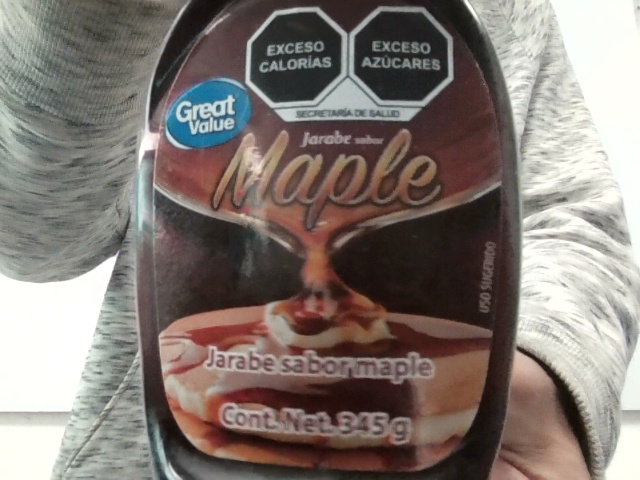 EXCESO CALORÍAS
EXCESO AZÚCARES
SECRETARÍA DE SALUD
Great Value
Jarabe sabor
Maple
USO SUGERIDO
Jarabe sabor maple
Cont. Net. 345 g